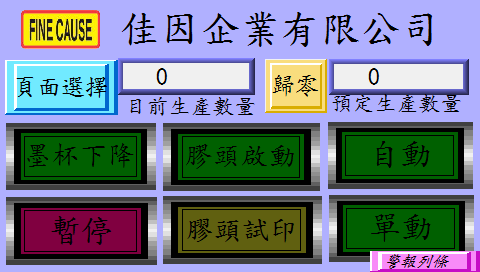 FINE CAUSE 佳因企業有限公司
頁面選擇 0 歸零 0
目前生產數量 預定生產數量
墨杯下降 膠頭啟動 自動
暫停 膠頭試印 單動
警報列條